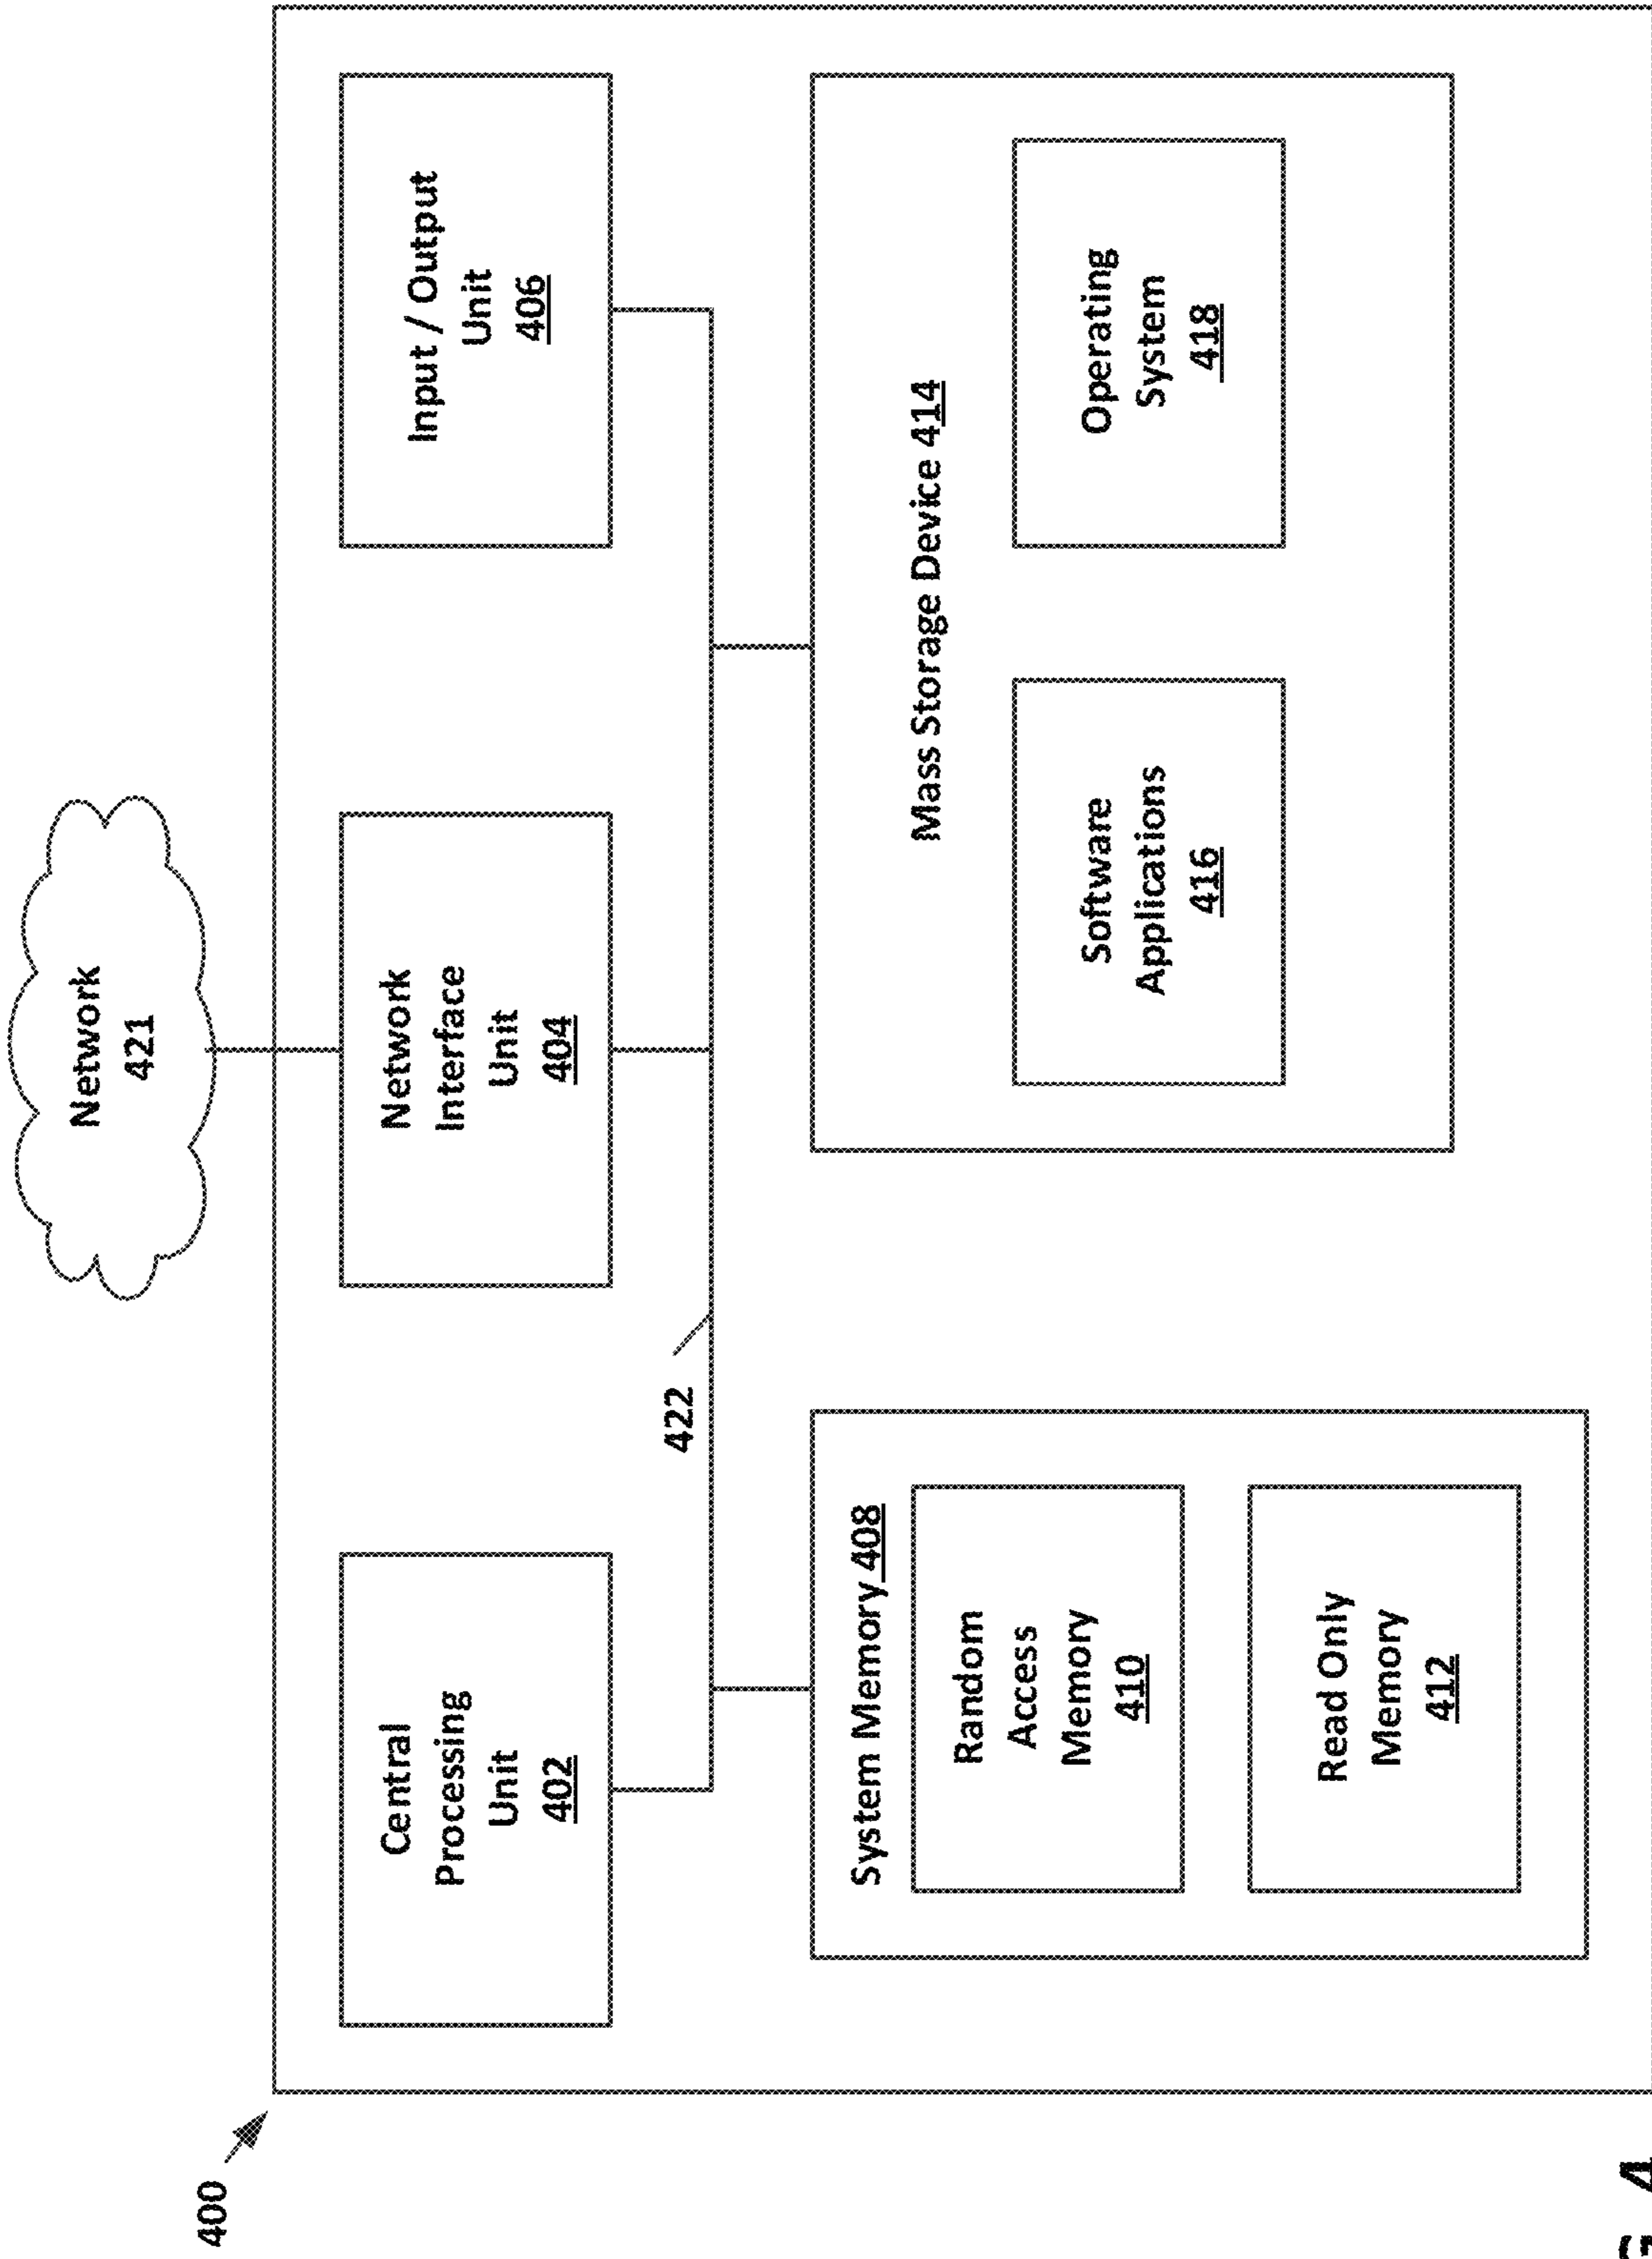 400
Network
421
Central
Processing
Unit
402
Network
Interface
Unit
404
Input / Output
Unit
406
422
System Memory 408
Random
Access
Memory
410
Read Only
Memory
412
Mass Storage Device 414
Software
Applications
416
Operating
System
418